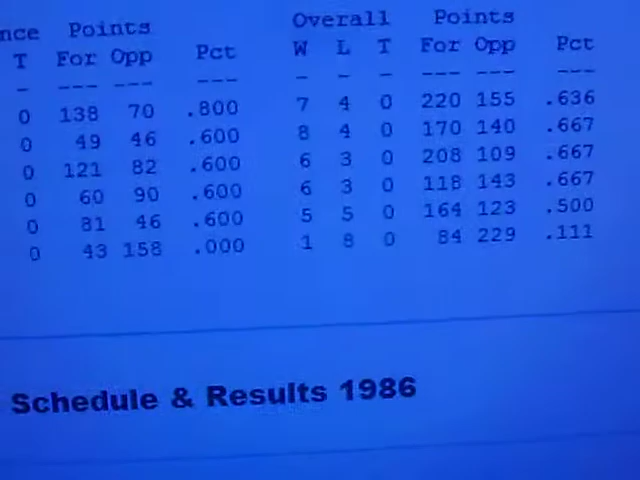 nce Points Overall Points
T For Opp Pct W L T For Opp Pct
- --- --- --- - - - --- --- ---
0 138 70 .800 7 4 0 220 155 .636
0 49 46 .600 8 4 0 170 140 .667
0 121 82 .600 6 3 0 208 109 .667
0 60 90 .600 6 3 0 118 143 .667
0 81 46 .600 5 5 0 164 123 .500
0 43 158 .000 1 8 0 84 229 .111
Schedule & Results 1986